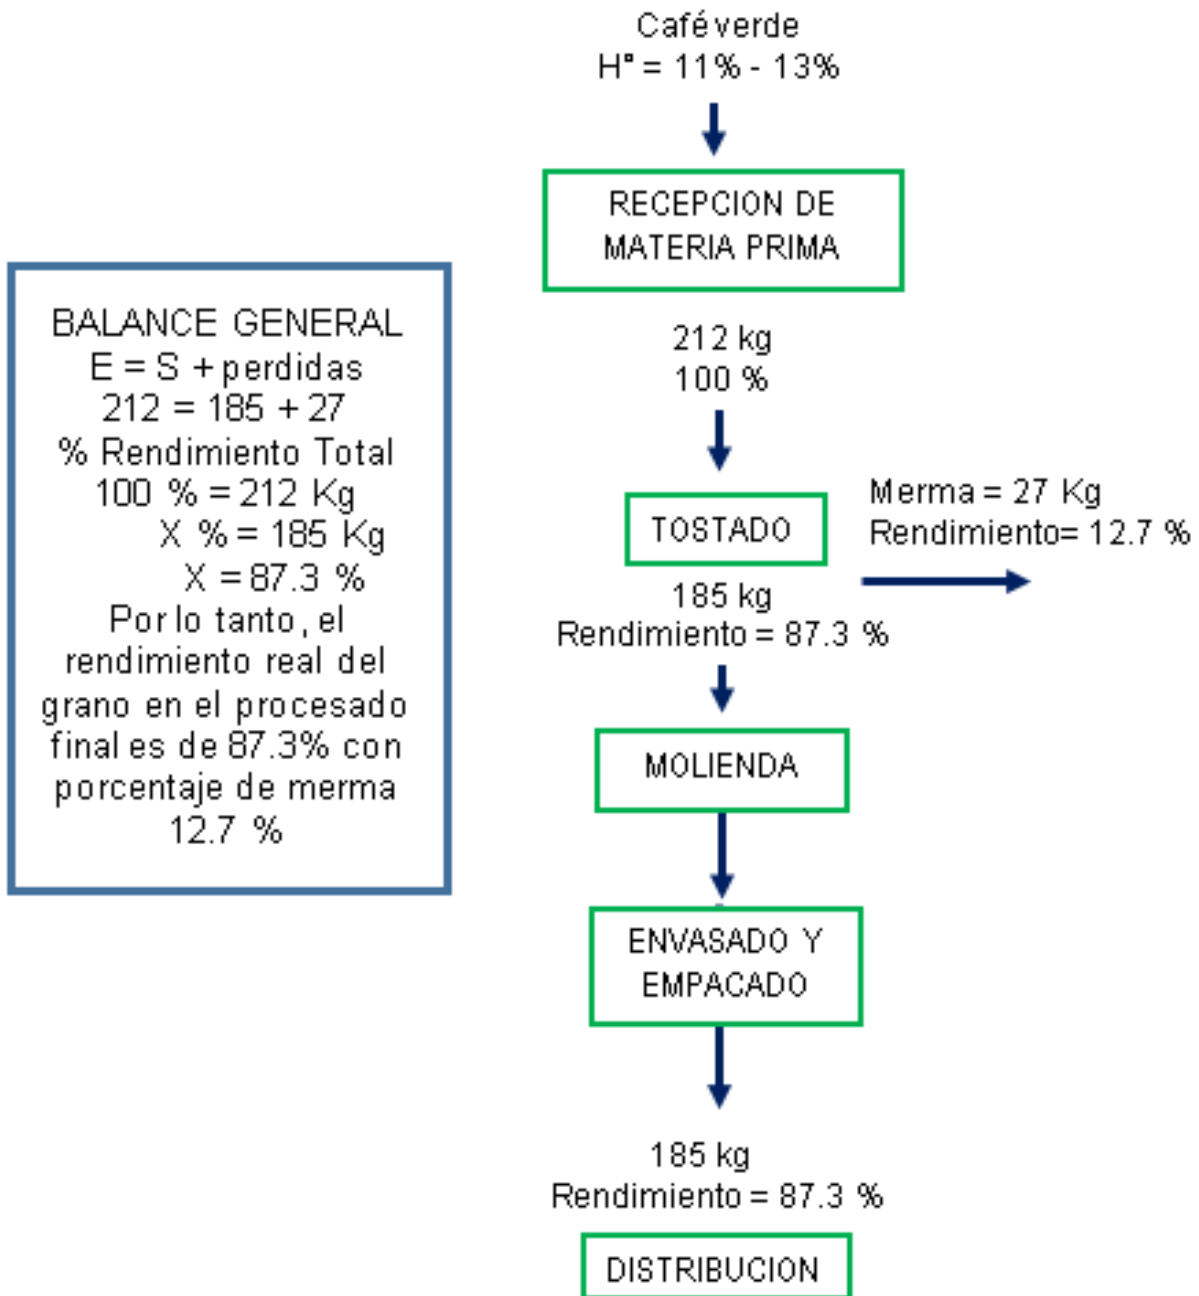 Café verde
H° = 11% - 13%
RECEPCION DE
MATERIA PRIMA
BALANCE GENERAL
E = S + perdidas
212 = 185 + 27
% Rendimiento Total
100 % = 212 Kg
X % = 185 Kg
X = 87.3 %
Por lo tanto, el
rendimiento real del
grano en el procesado
final es de 87.3% con
porcentaje de merma
12.7 %
212 kg
100 %
TOSTADO
Merma = 27 Kg
Rendimiento= 12.7 %
185 kg
Rendimiento = 87.3 %
MOLIENDA
ENVASADO Y
EMPACADO
185 kg
Rendimiento = 87.3 %
DISTRIBUCION